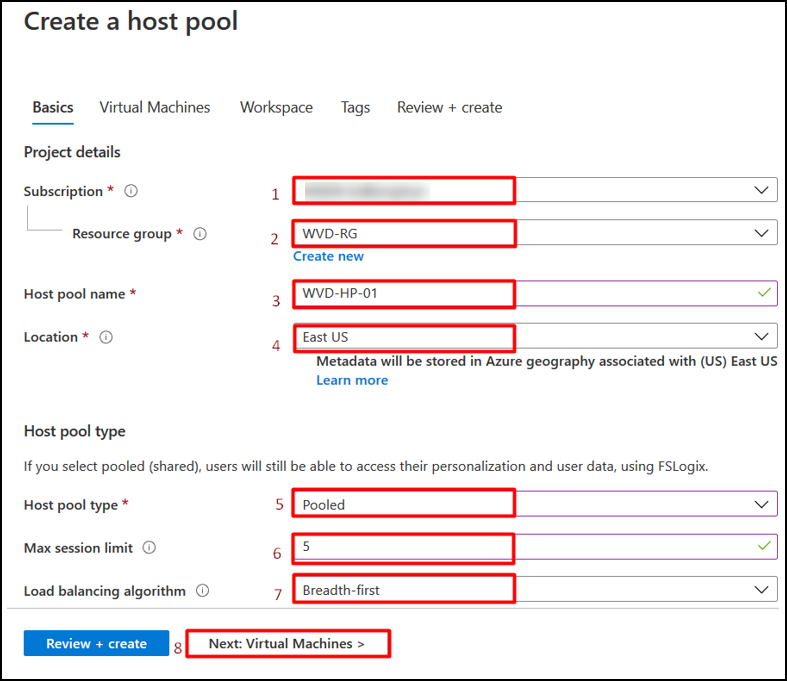 Create a host pool
Basics Virtual Machines Workspace Tags Review + create
Project details
Subscription *
1
Resource group *
2 WVD-RG
Create new
Host pool name *
3 WVD-HP-01
Location *
4 East US
Metadata will be stored in Azure geography associated with (US) East US
Learn more
Host pool type
If you select pooled (shared), users will still be able to access their personalization and user data, using FSLogix.
Host pool type * 5 Pooled
Max session limit 6 5
Load balancing algorithm 7 Breadth-first
Review + create 8 Next: Virtual Machines >